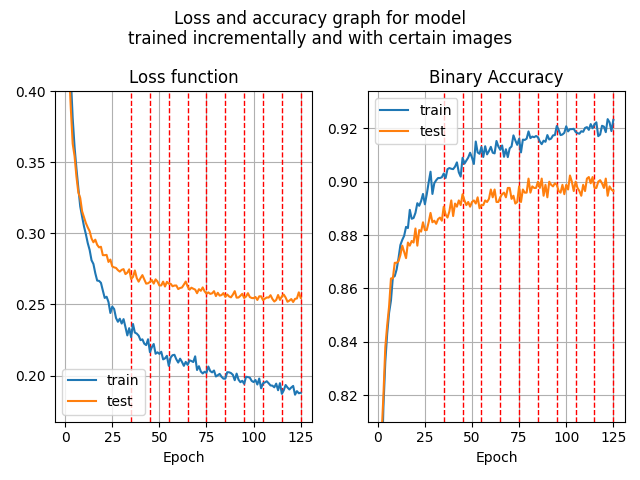 Loss and accuracy graph for model
trained incrementally and with certain images
Loss function
0.40
0.35
0.30
0.25
0.20
train
test
0 25 50 75 100 125
Epoch
Binary Accuracy
train
test
0.92
0.90
0.88
0.86
0.84
0.82
0 25 50 75 100 125
Epoch